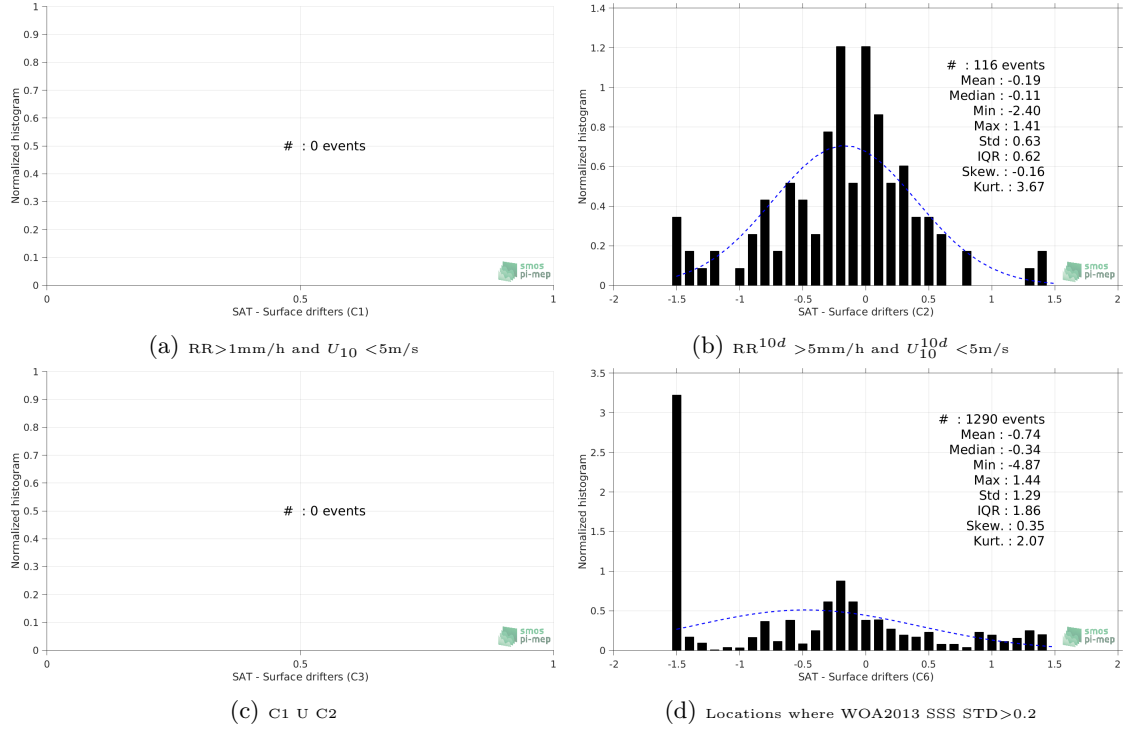 1
0.9
0.8
0.7
0.6
0.5
0.4
0.3
0.2
0.1
0
Normalized histogram
# : 0 events
smos
pi-mep
0 0.5 1
SAT - Surface drifters (C1)
(a) RR>1mm/h and U10 <5m/s
1.4
1.2
1
0.8
0.6
0.4
0.2
0
Normalized histogram
# : 116 events
Mean : -0.19
Median : -0.11
Min : -2.40
Max : 1.41
Std : 0.63
IQR : 0.62
Skew. : -0.16
Kurt. : 3.67
smos
pi-mep
-2 -1.5 -1 -0.5 0 0.5 1 1.5 2
SAT - Surface drifters (C2)
(b) RR10d >5mm/h and U10d10 <5m/s
1
0.9
0.8
0.7
0.6
0.5
0.4
0.3
0.2
0.1
0
Normalized histogram
# : 0 events
smos
pi-mep
0 0.5 1
SAT - Surface drifters (C3)
(c) C1 U C2
3.5
3
2.5
2
1.5
1
0.5
0
Normalized histogram
# : 1290 events
Mean : -0.74
Median : -0.34
Min : -4.87
Max : 1.44
Std : 1.29
IQR : 1.86
Skew. : 0.35
Kurt. : 2.07
smos
pi-mep
-2 -1.5 -1 -0.5 0 0.5 1 1.5 2
SAT - Surface drifters (C6)
(d) Locations where WOA2013 SSS STD>0.2